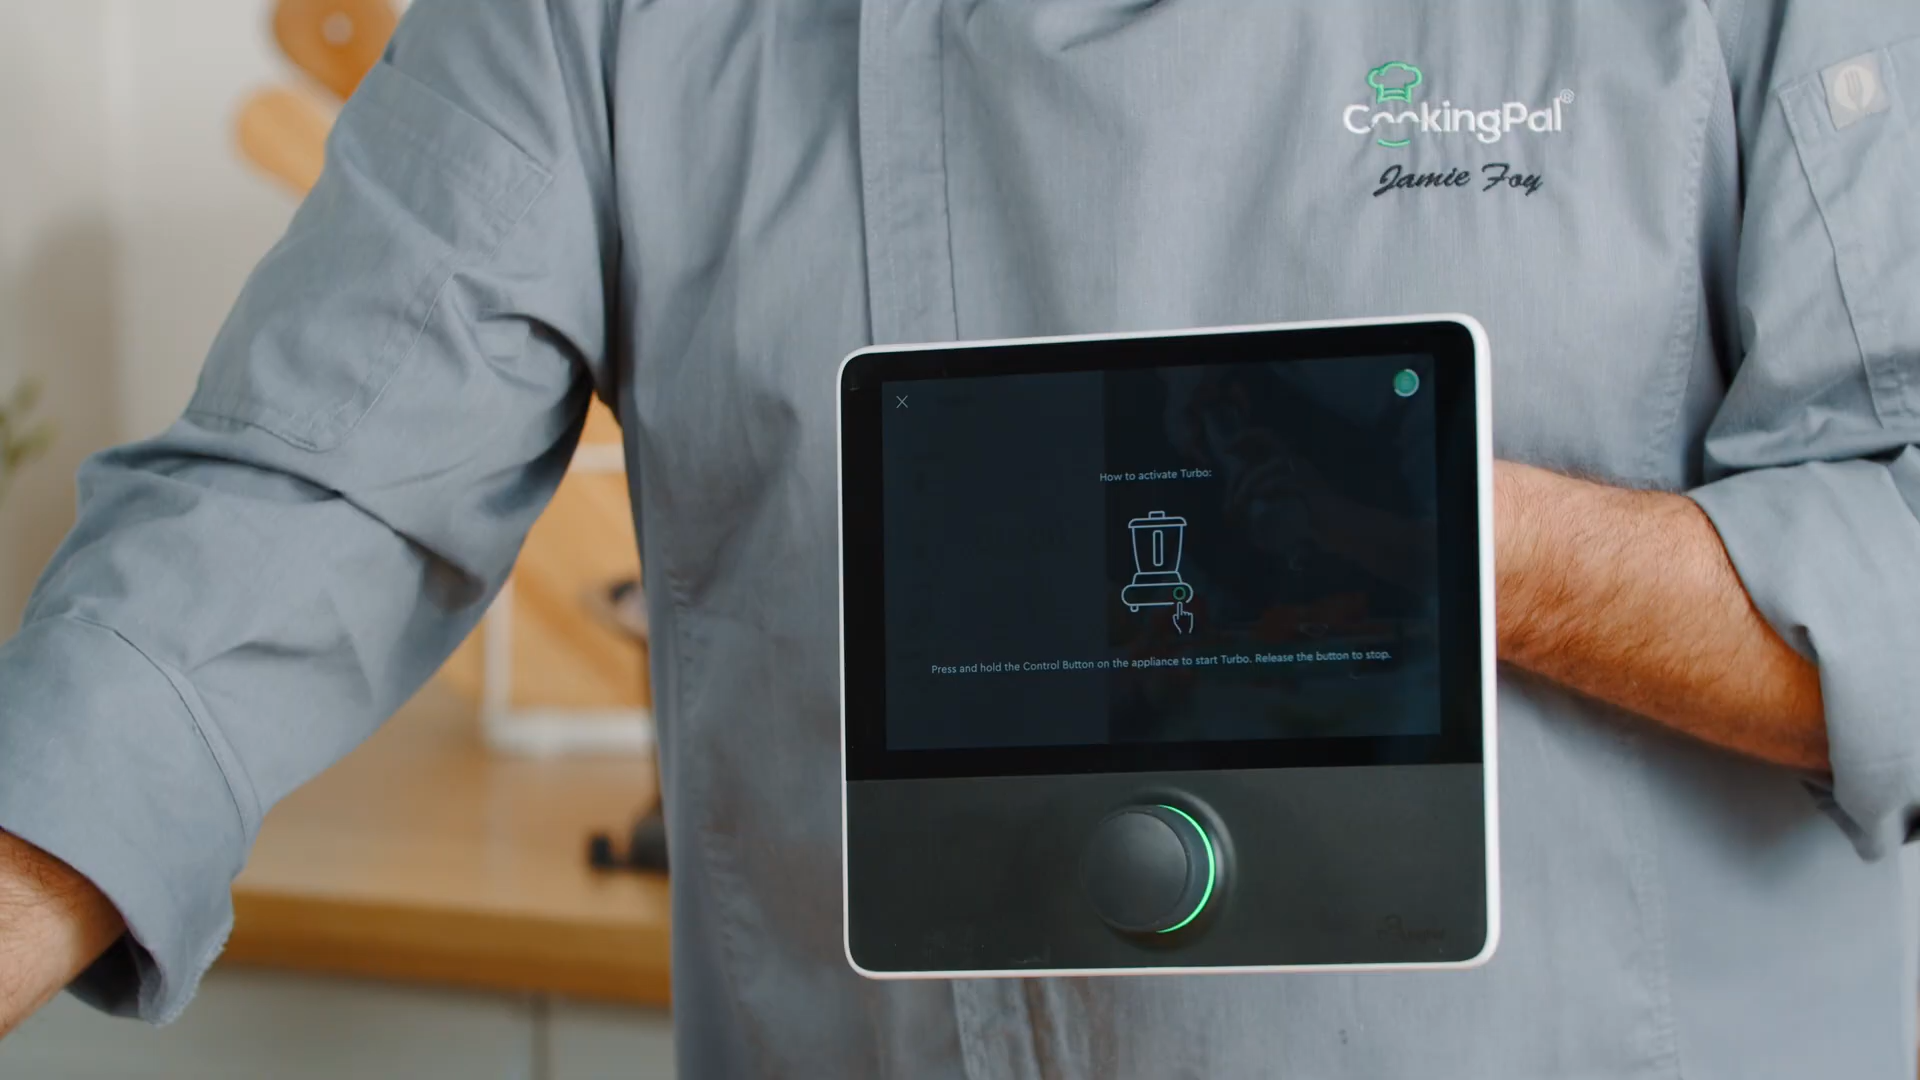 CookingPal®
Jamie Foy
How to activate Turbo:
Press and hold the Control Button on the appliance to start Turbo. Release the button to stop.